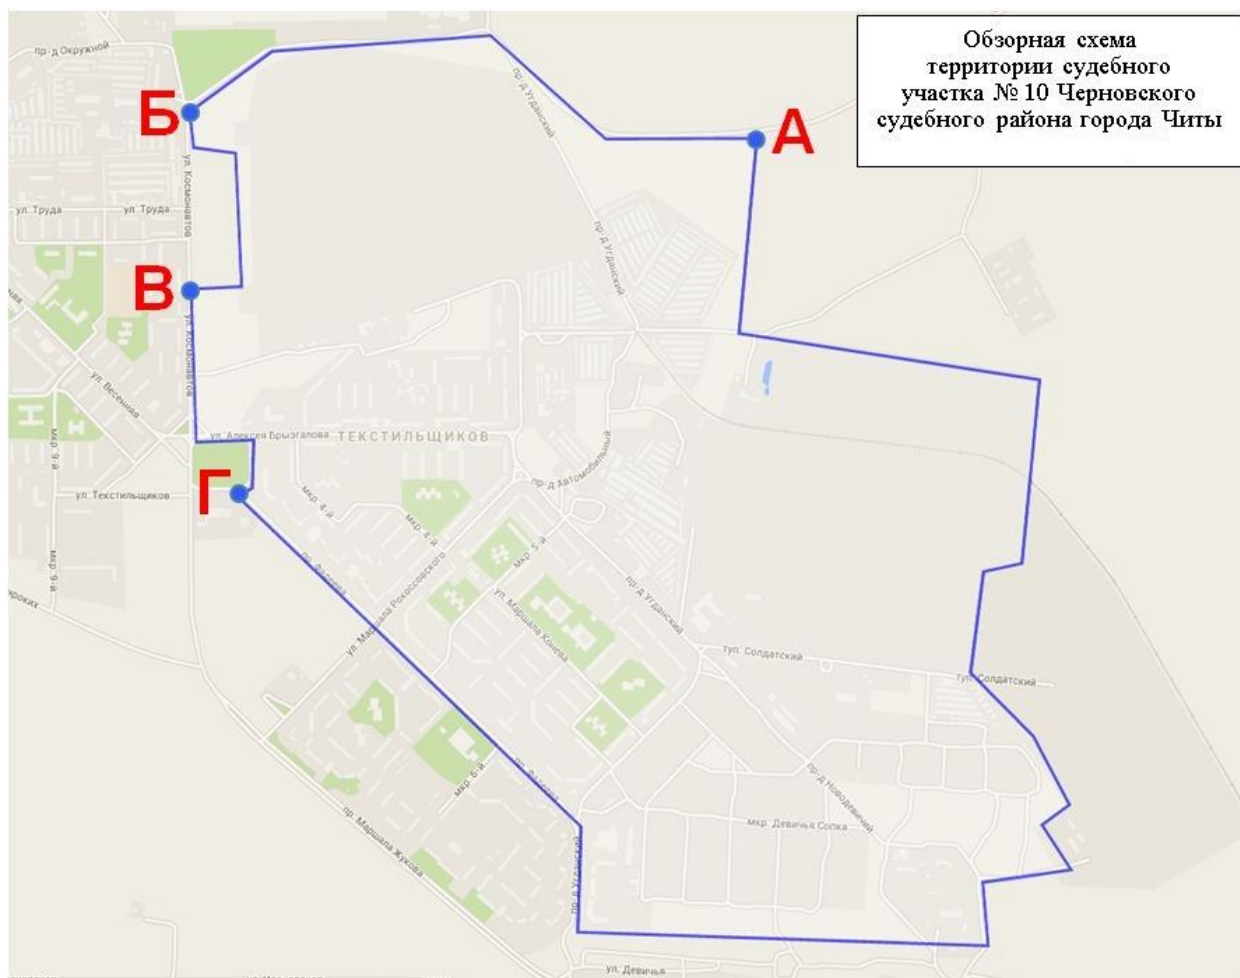 Обзорная схема
территории судебного
участка № 10 Черновского
судебного района города Читы
пр-д Окружной
пр-д Угданский
Б
А
ул. Космонавтов
ул. Труда
ул. Труда
пр-д Угданский
В
ул. Космонавтов
ул. Весенняя
ул. Алексея Брызгалова
ТЕКСТИЛЬЩИКОВ
мкр. 9-й
Г
ул. Текстильщиков
пр-д Автомобильный
мкр. 4-й
мкр. 4-й
мкр. 5-й
мкр. 9-й
пр. Фадеева
ул. Маршала Рокоссовского
пр-д Угданский
ул. Маршала Конева
туп. Солдатский
туп. Солдатский
мкр. 6-й
пр. Фадеева
пр-д Новодевичий
пр. Маршала Жукова
мкр. Девичья Сопка
пр-д Угданский
ул. Девичья